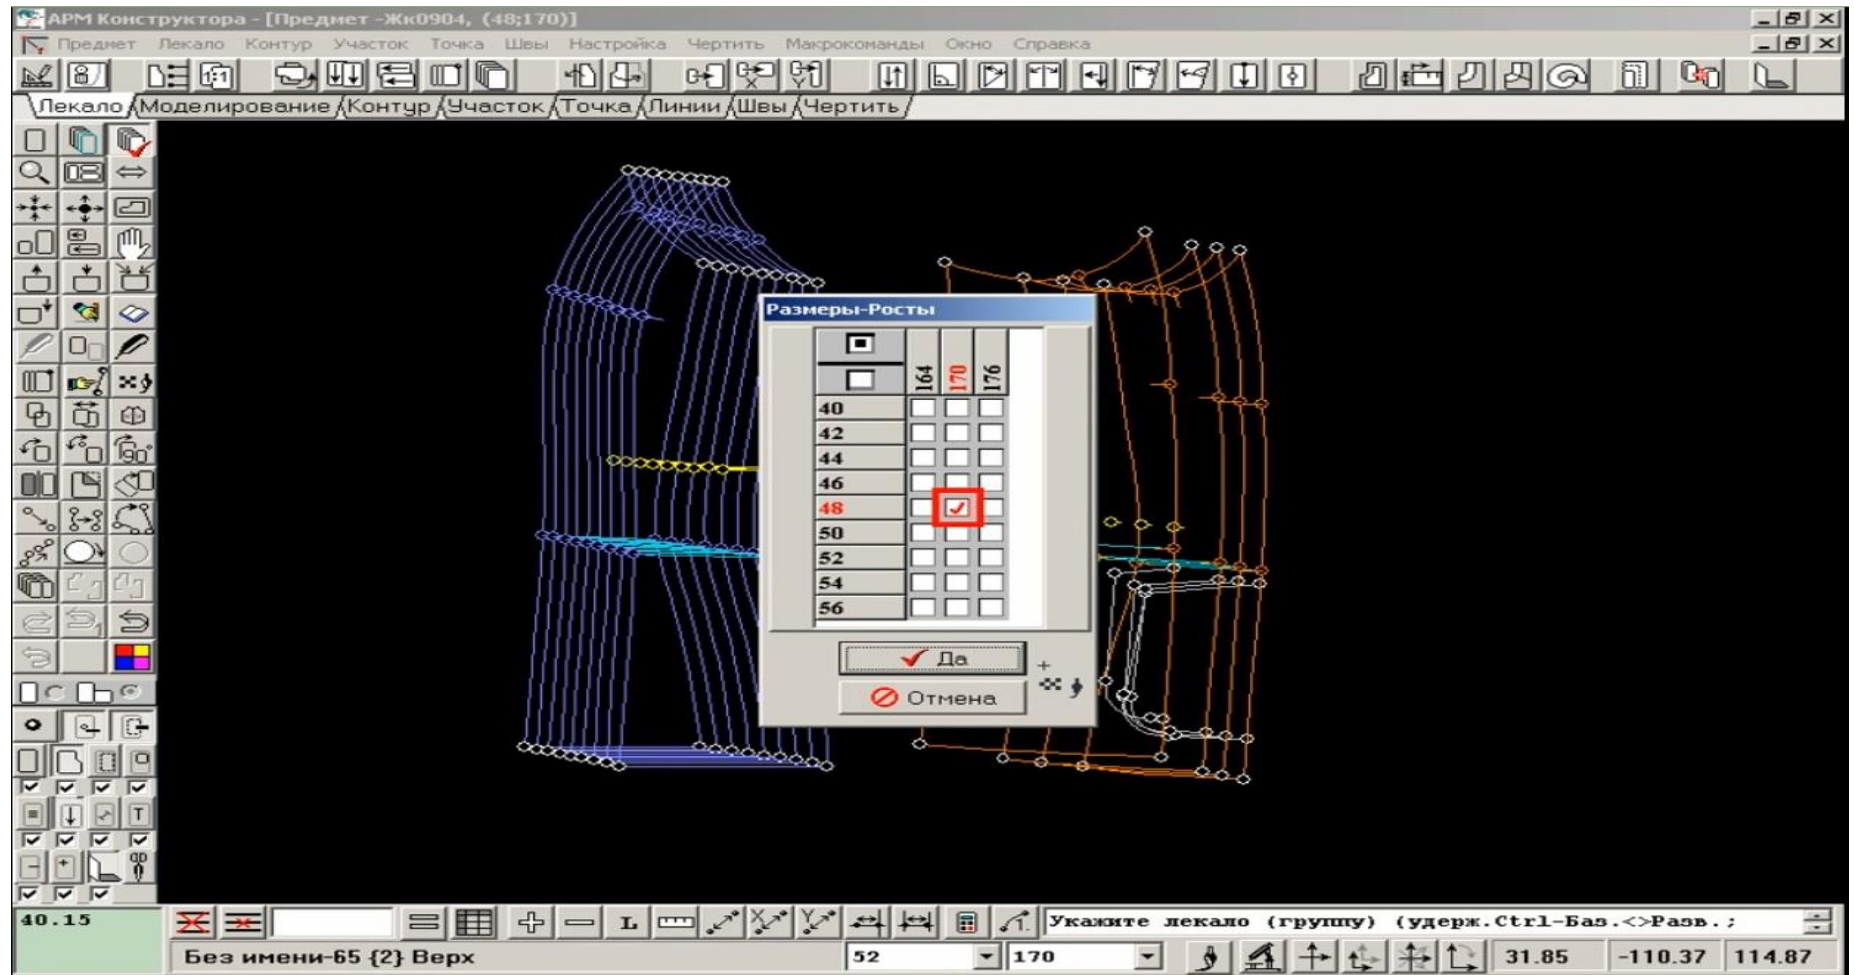 АРМ Конструктора - [Предмет -Жк0904, (48;170)]
Предмет Лекало Контур Участок Точка Швы Настройка Чертить Макрокоманды Окно Справка
Лекало Моделирование Контур Участок Точка Линии Швы Чертить
Размеры-Росты
164 170 176
40
42
44
46
48
50
52
54
56
Да
Отмена
40.15
L
Укажите лекало (группу) (удерж.Ctrl-Баз.<>Разв.;
Без имени-65 {2} Верх
52
170
31.85
-110.37
114.87